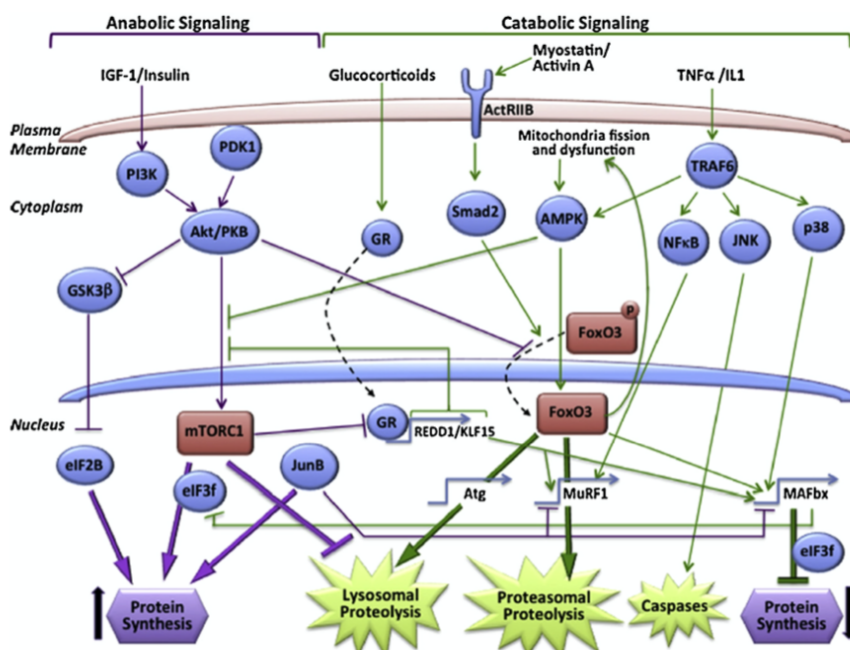 Anabolic Signaling
Catabolic Signaling
Myostatin/
Activin A
IGF-1/Insulin
Glucocorticoids
TNFα /IL1
ActRIIB
Plasma
Membrane
Mitochondria fission
and dysfunction
PDK1
PI3K
TRAF6
Cytoplasm
Smad2
AMPK
Akt/PKB
GR
NFκB
JNK
p38
GSK3β
P
FoxO3
FoxO3
Nucleus
mTORC1
GR
REDD1/KLF15
eIF2B
JunB
eIF3f
Atg
MuRF1
MAFbx
eIF3f
Protein
Synthesis
Lysosomal
Proteolysis
Proteasomal
Proteolysis
Caspases
Protein
Synthesis